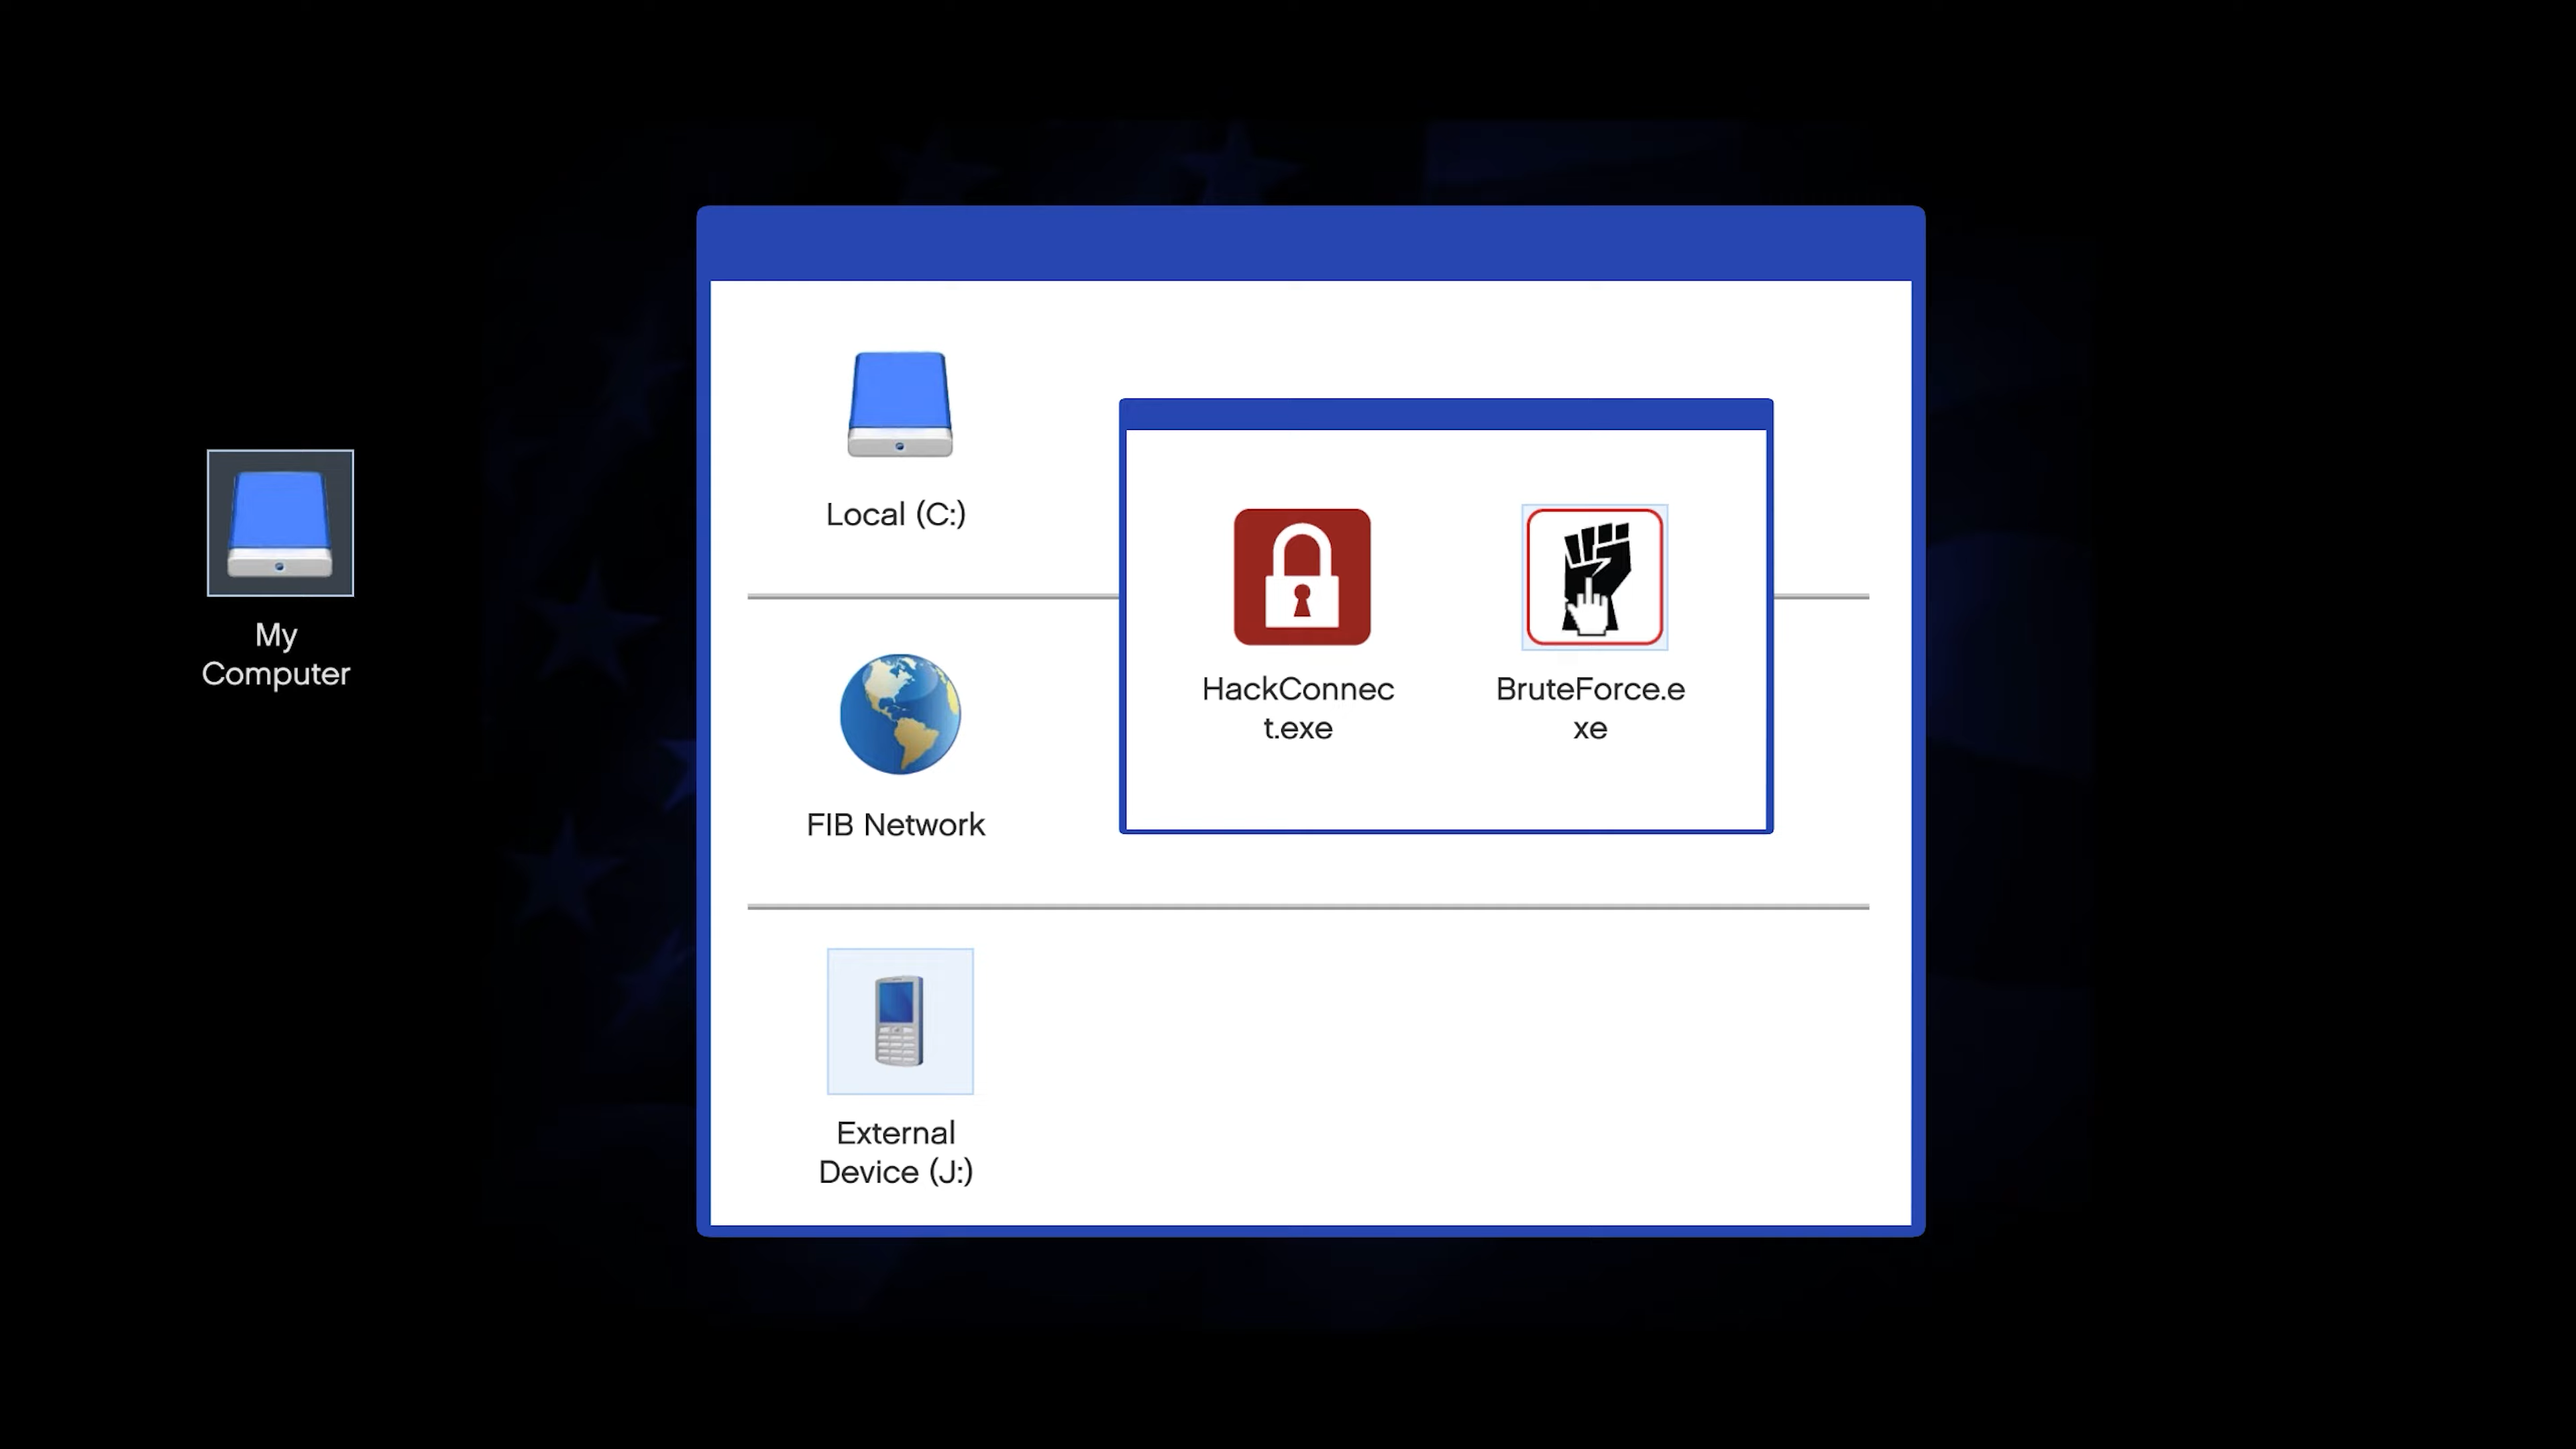 My
Computer
Local (C:)
FIB Network
External
Device (J:)
HackConnec
t.exe
BruteForce.e
xe